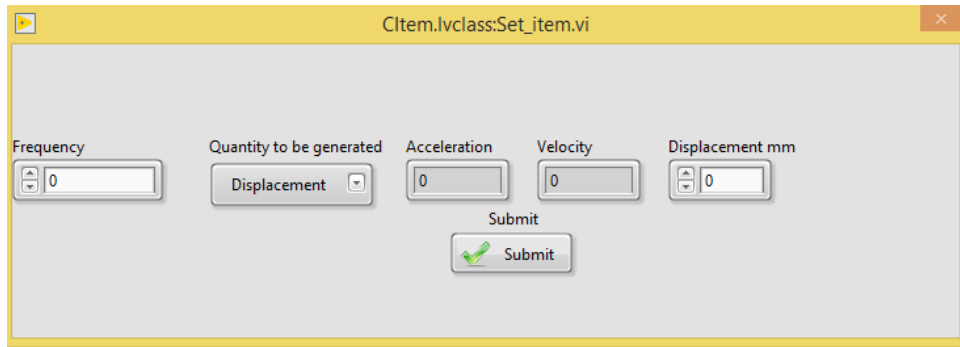 CItem.lvclass:Set_item.vi
Frequency Quantity to be generated Acceleration Velocity Displacement mm
0 Displacement 0 0 0
Submit
Submit